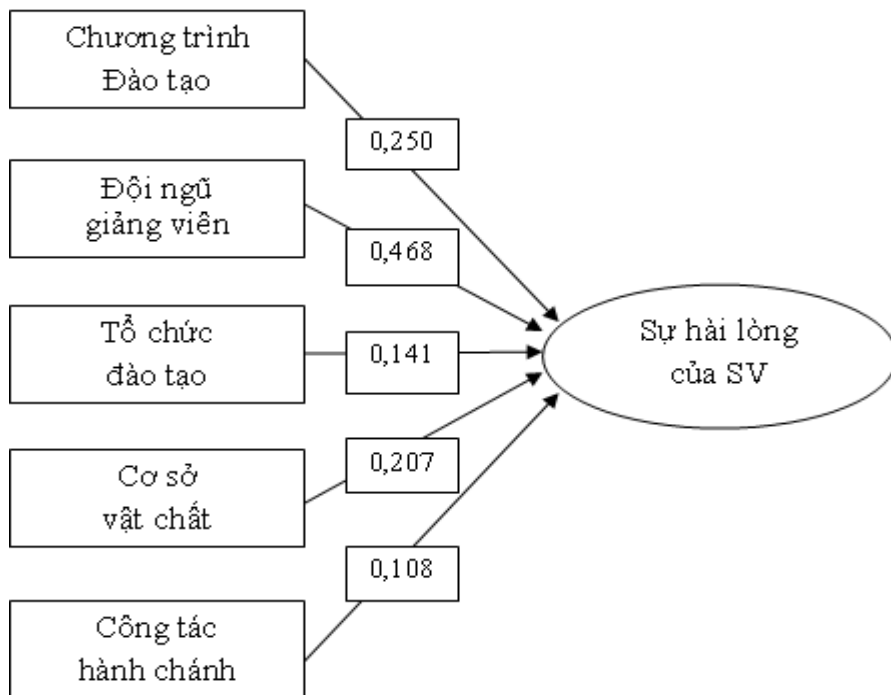 Chương trình
Đào tạo
0,250
Đội ngũ
giảng viên
0,468
Tổ chức
đào tạo
0,141
Sự hài lòng
của SV
Cơ sở
vật chất
0,207
Công tác
hành chánh
0,108